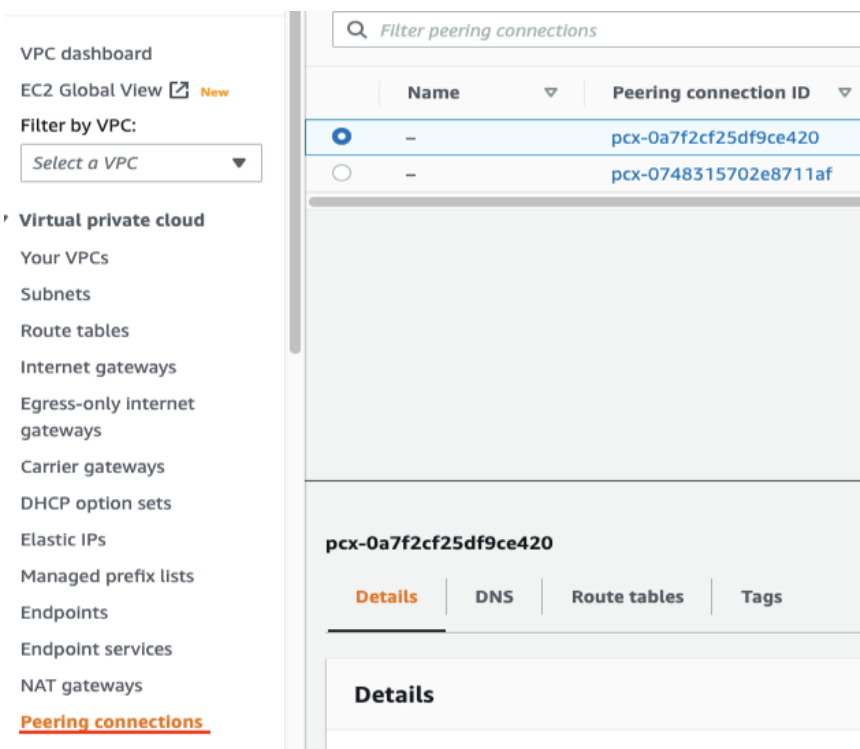 VPC dashboard
EC2 Global View New
Filter by VPC:
Select a VPC
Virtual private cloud
Your VPCs
Subnets
Route tables
Internet gateways
Egress-only internet
gateways
Carrier gateways
DHCP option sets
Elastic IPs
Managed prefix lists
Endpoints
Endpoint services
NAT gateways
Peering connections
Filter peering connections
Name Peering connection ID
– pcx-0a7f2cf25df9ce420
– pcx-0748315702e8711af
pcx-0a7f2cf25df9ce420
Details DNS Route tables Tags
Details